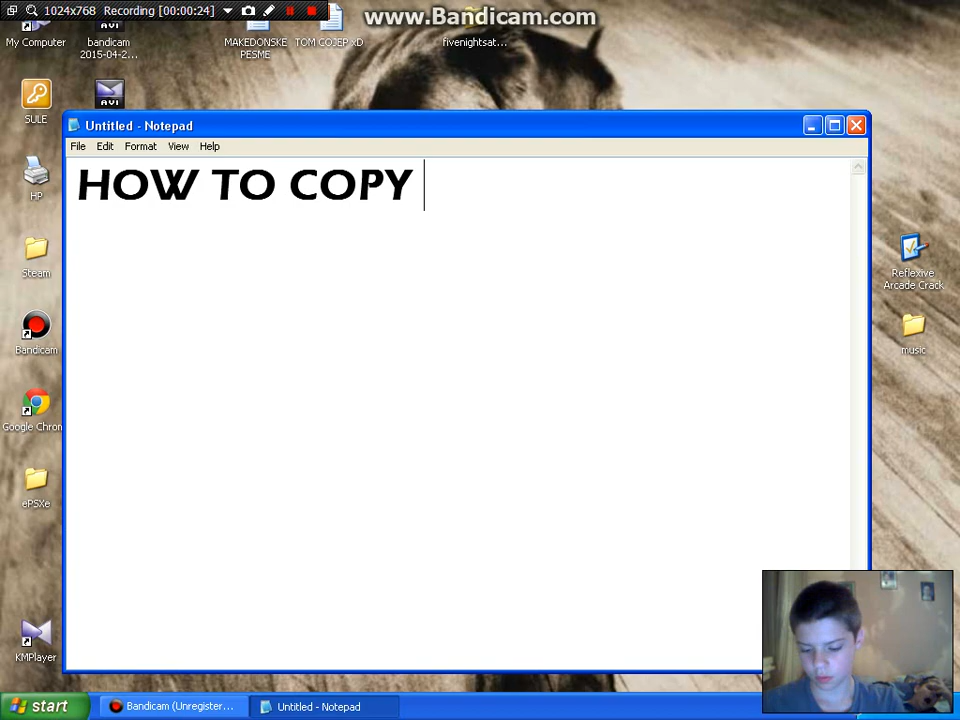 1024x768 Recording [00:00:24]
www.Bandicam.com
My Computer
bandicam
2015-04-2...
MAKEDONSKE
PESME
TOM COJEP xD
fivenightsat...
AVI
SULE
Untitled - Notepad
File Edit Format View Help
HOW TO COPY
HP
Steam
Reflexive
Arcade Crack
Bandicam
music
Google Chrom
ePSXe
KMPlayer
start
Bandicam (Unregister...
Untitled - Notepad